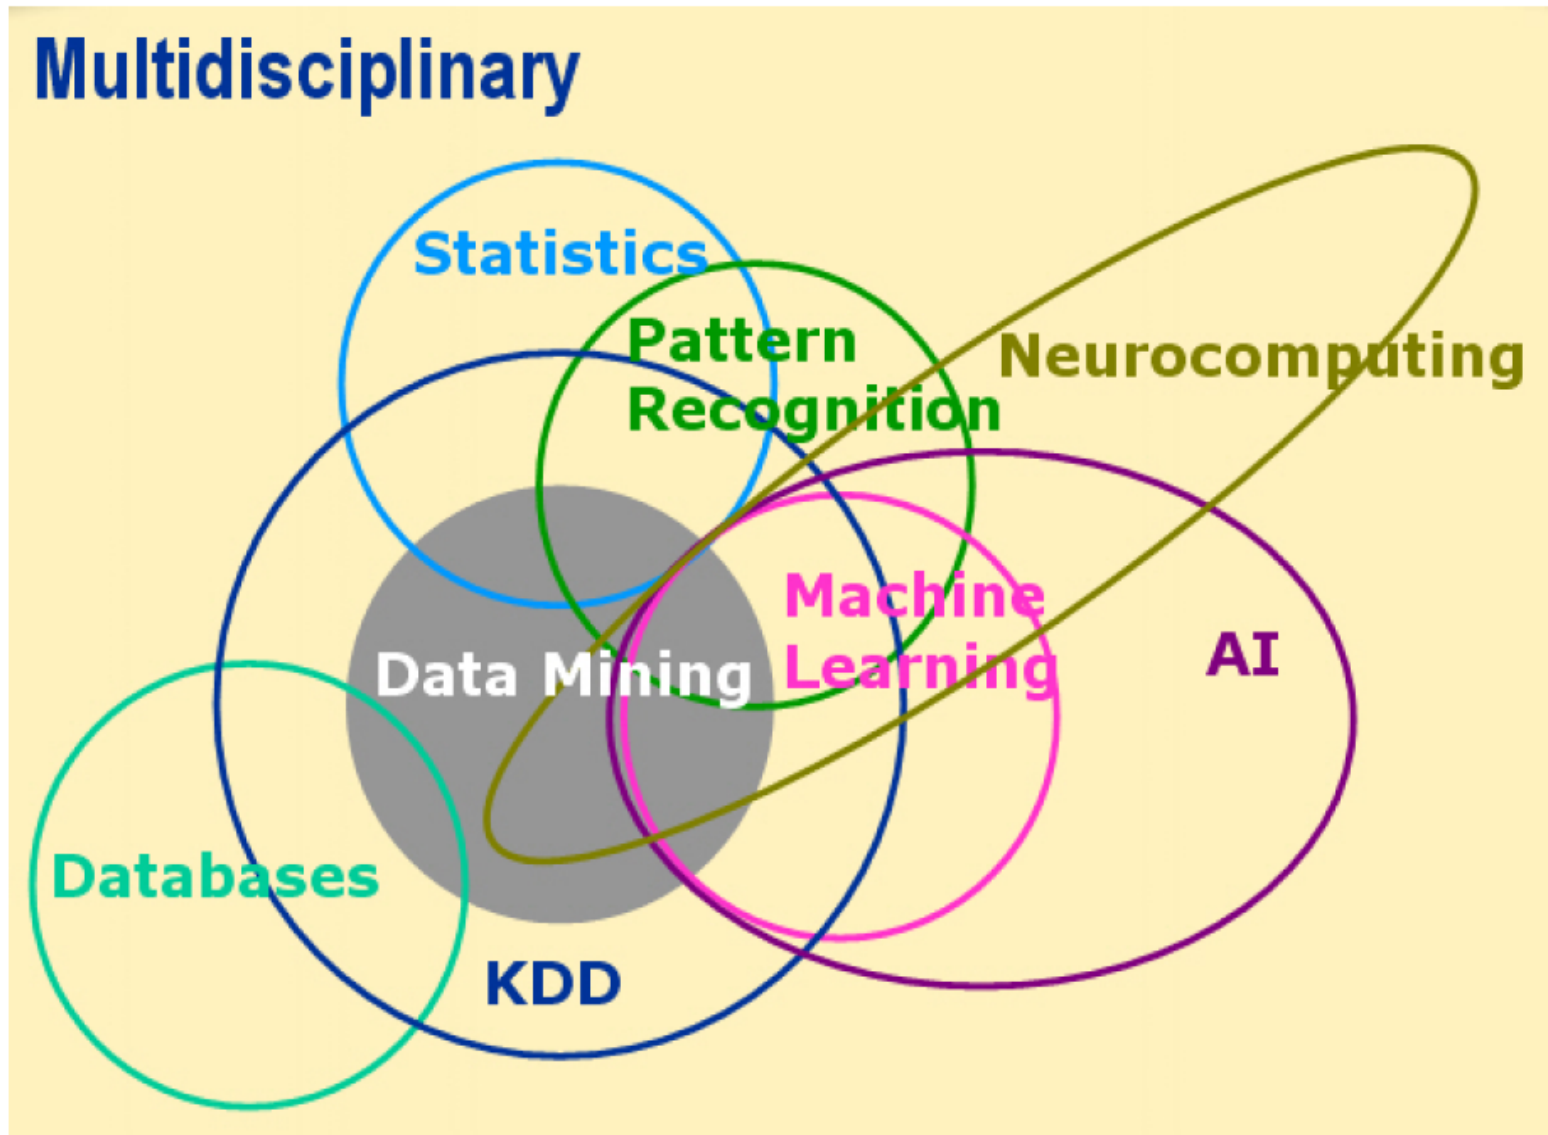 Multidisciplinary
Statistics
Pattern
Recognition
Neurocomputing
Machine
Learning
AI
Data Mining
Databases
KDD